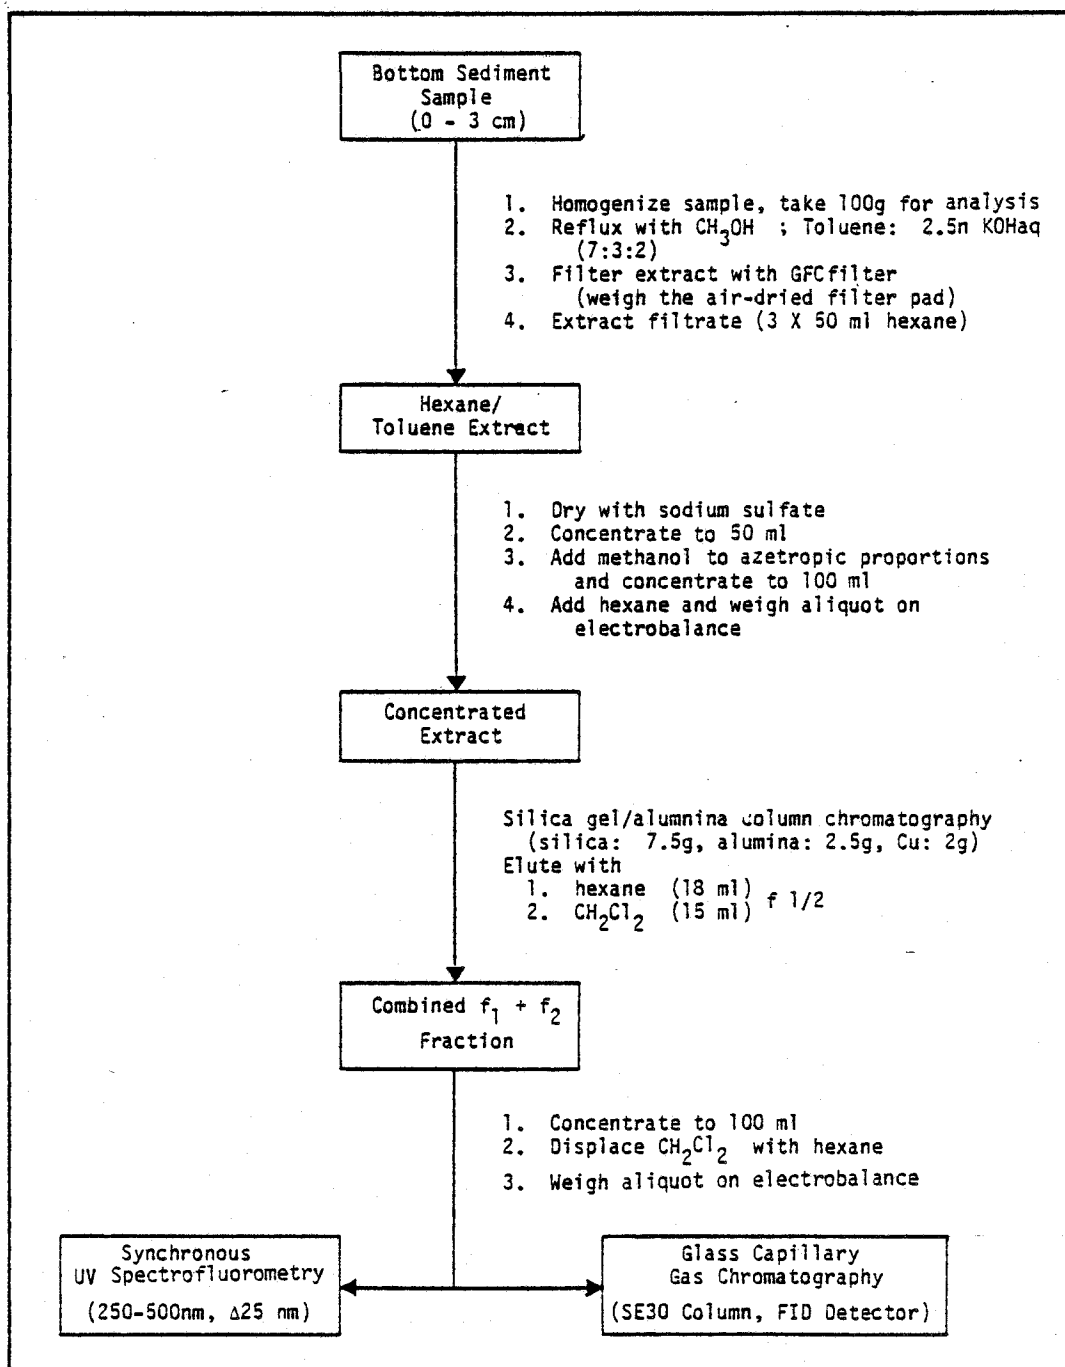 Bottom Sediment
Sample
(0 - 3 cm)
1. Homogenize sample, take 100g for analysis
2. Reflux with CH3OH ; Toluene: 2.5n KOHaq
(7:3:2)
3. Filter extract with GFCfilter
(weigh the air-dried filter pad)
4. Extract filtrate (3 X 50 ml hexane)
Hexane/
Toluene Extract
1. Dry with sodium sulfate
2. Concentrate to 50 ml
3. Add methanol to azetropic proportions
and concentrate to 100 ml
4. Add hexane and weigh aliquot on
electrobalance
Concentrated
Extract
Silica gel/alumnina column chromatography
(silica: 7.5g, alumina: 2.5g, Cu: 2g)
Elute with
1. hexane (18 ml)
f 1/2
2. CH2Cl2 (15 ml)
Combined f1 + f2
Fraction
1. Concentrate to 100 ml
2. Displace CH2Cl2 with hexane
3. Weigh aliquot on electrobalance
Synchronous
UV Spectrofluorometry
(250-500nm, Δ25 nm)
Glass Capillary
Gas Chromatography
(SE30 Column, FID Detector)